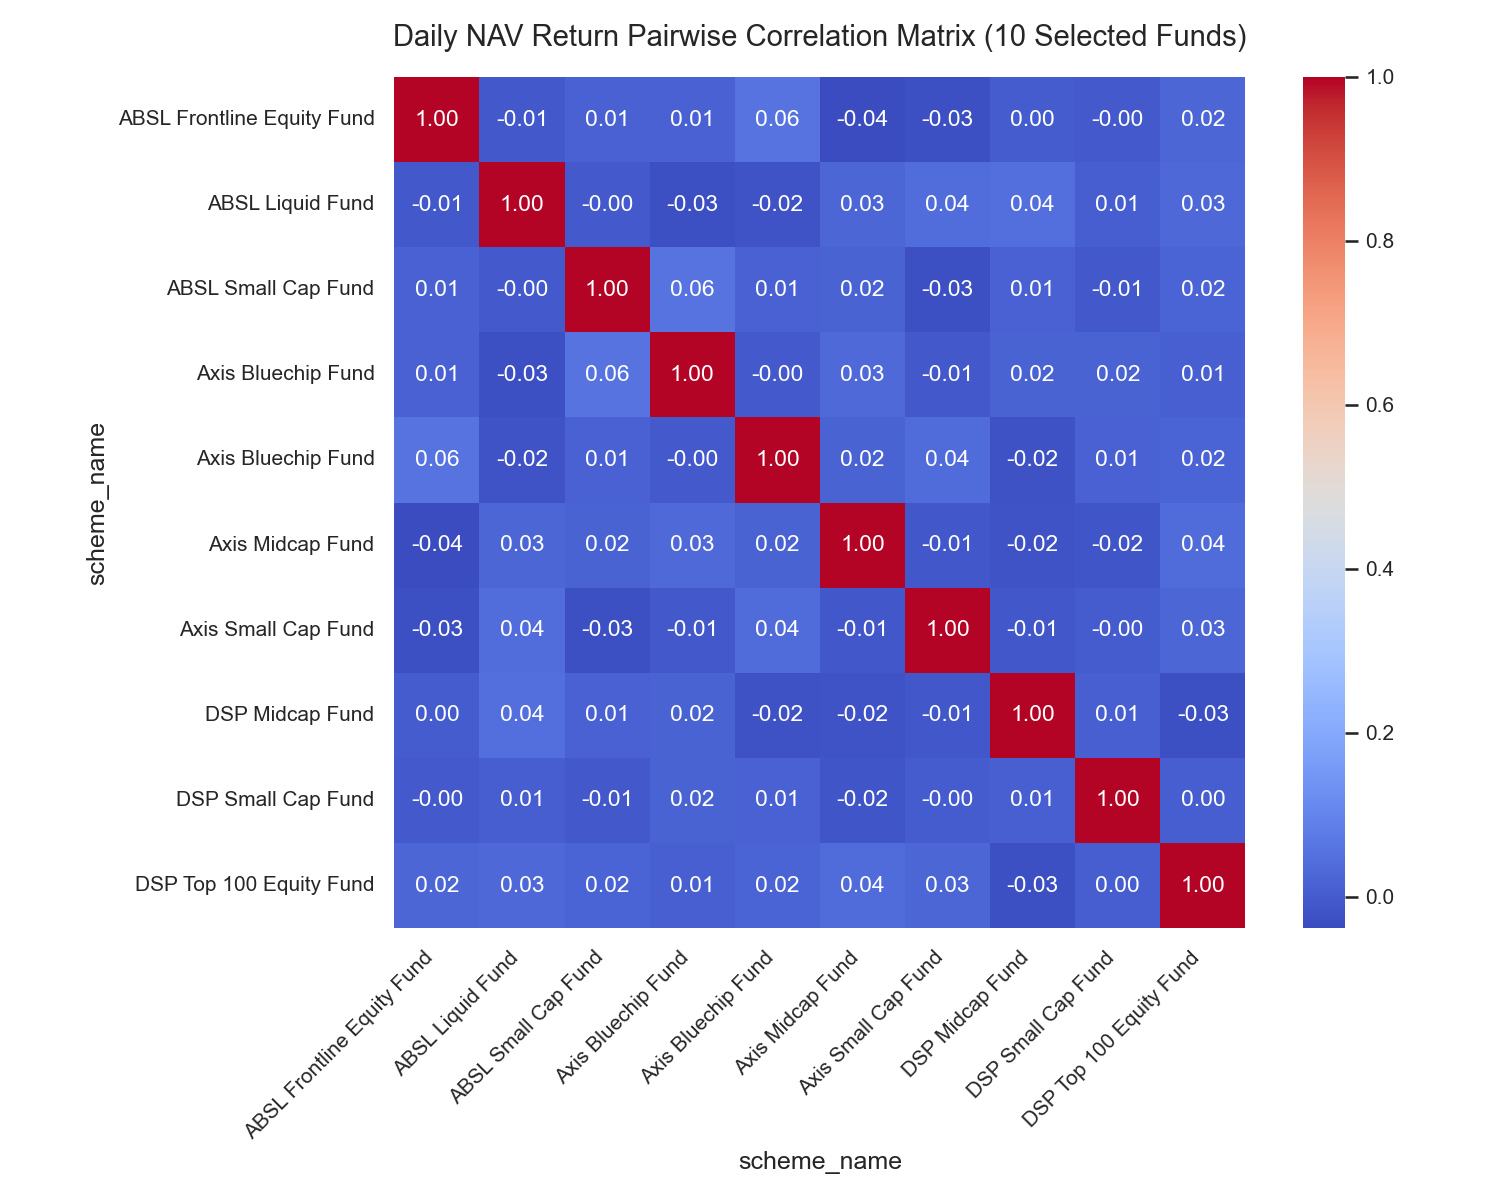 Daily NAV Return Pairwise Correlation Matrix (10 Selected Funds)
scheme_name
ABSL Frontline Equity Fund 1.00 -0.01 0.01 0.01 0.06 -0.04 -0.03 0.00 -0.00 0.02
ABSL Liquid Fund -0.01 1.00 -0.00 -0.03 -0.02 0.03 0.04 0.04 0.01 0.03
ABSL Small Cap Fund 0.01 -0.00 1.00 0.06 0.01 0.02 -0.03 0.01 -0.01 0.02
Axis Bluechip Fund 0.01 -0.03 0.06 1.00 -0.00 0.03 -0.01 0.02 0.02 0.01
Axis Bluechip Fund 0.06 -0.02 0.01 -0.00 1.00 0.02 0.04 -0.02 0.01 0.02
Axis Midcap Fund -0.04 0.03 0.02 0.03 0.02 1.00 -0.01 -0.02 -0.02 0.04
Axis Small Cap Fund -0.03 0.04 -0.03 -0.01 0.04 -0.01 1.00 -0.01 -0.00 0.03
DSP Midcap Fund 0.00 0.04 0.01 0.02 -0.02 -0.02 -0.01 1.00 0.01 -0.03
DSP Small Cap Fund -0.00 0.01 -0.01 0.02 0.01 -0.02 -0.00 0.01 1.00 0.00
DSP Top 100 Equity Fund 0.02 0.03 0.02 0.01 0.02 0.04 0.03 -0.03 0.00 1.00
ABSL Frontline Equity Fund
ABSL Liquid Fund
ABSL Small Cap Fund
Axis Bluechip Fund
Axis Bluechip Fund
Axis Midcap Fund
Axis Small Cap Fund
DSP Midcap Fund
DSP Small Cap Fund
DSP Top 100 Equity Fund
scheme_name
1.0
0.8
0.6
0.4
0.2
0.0